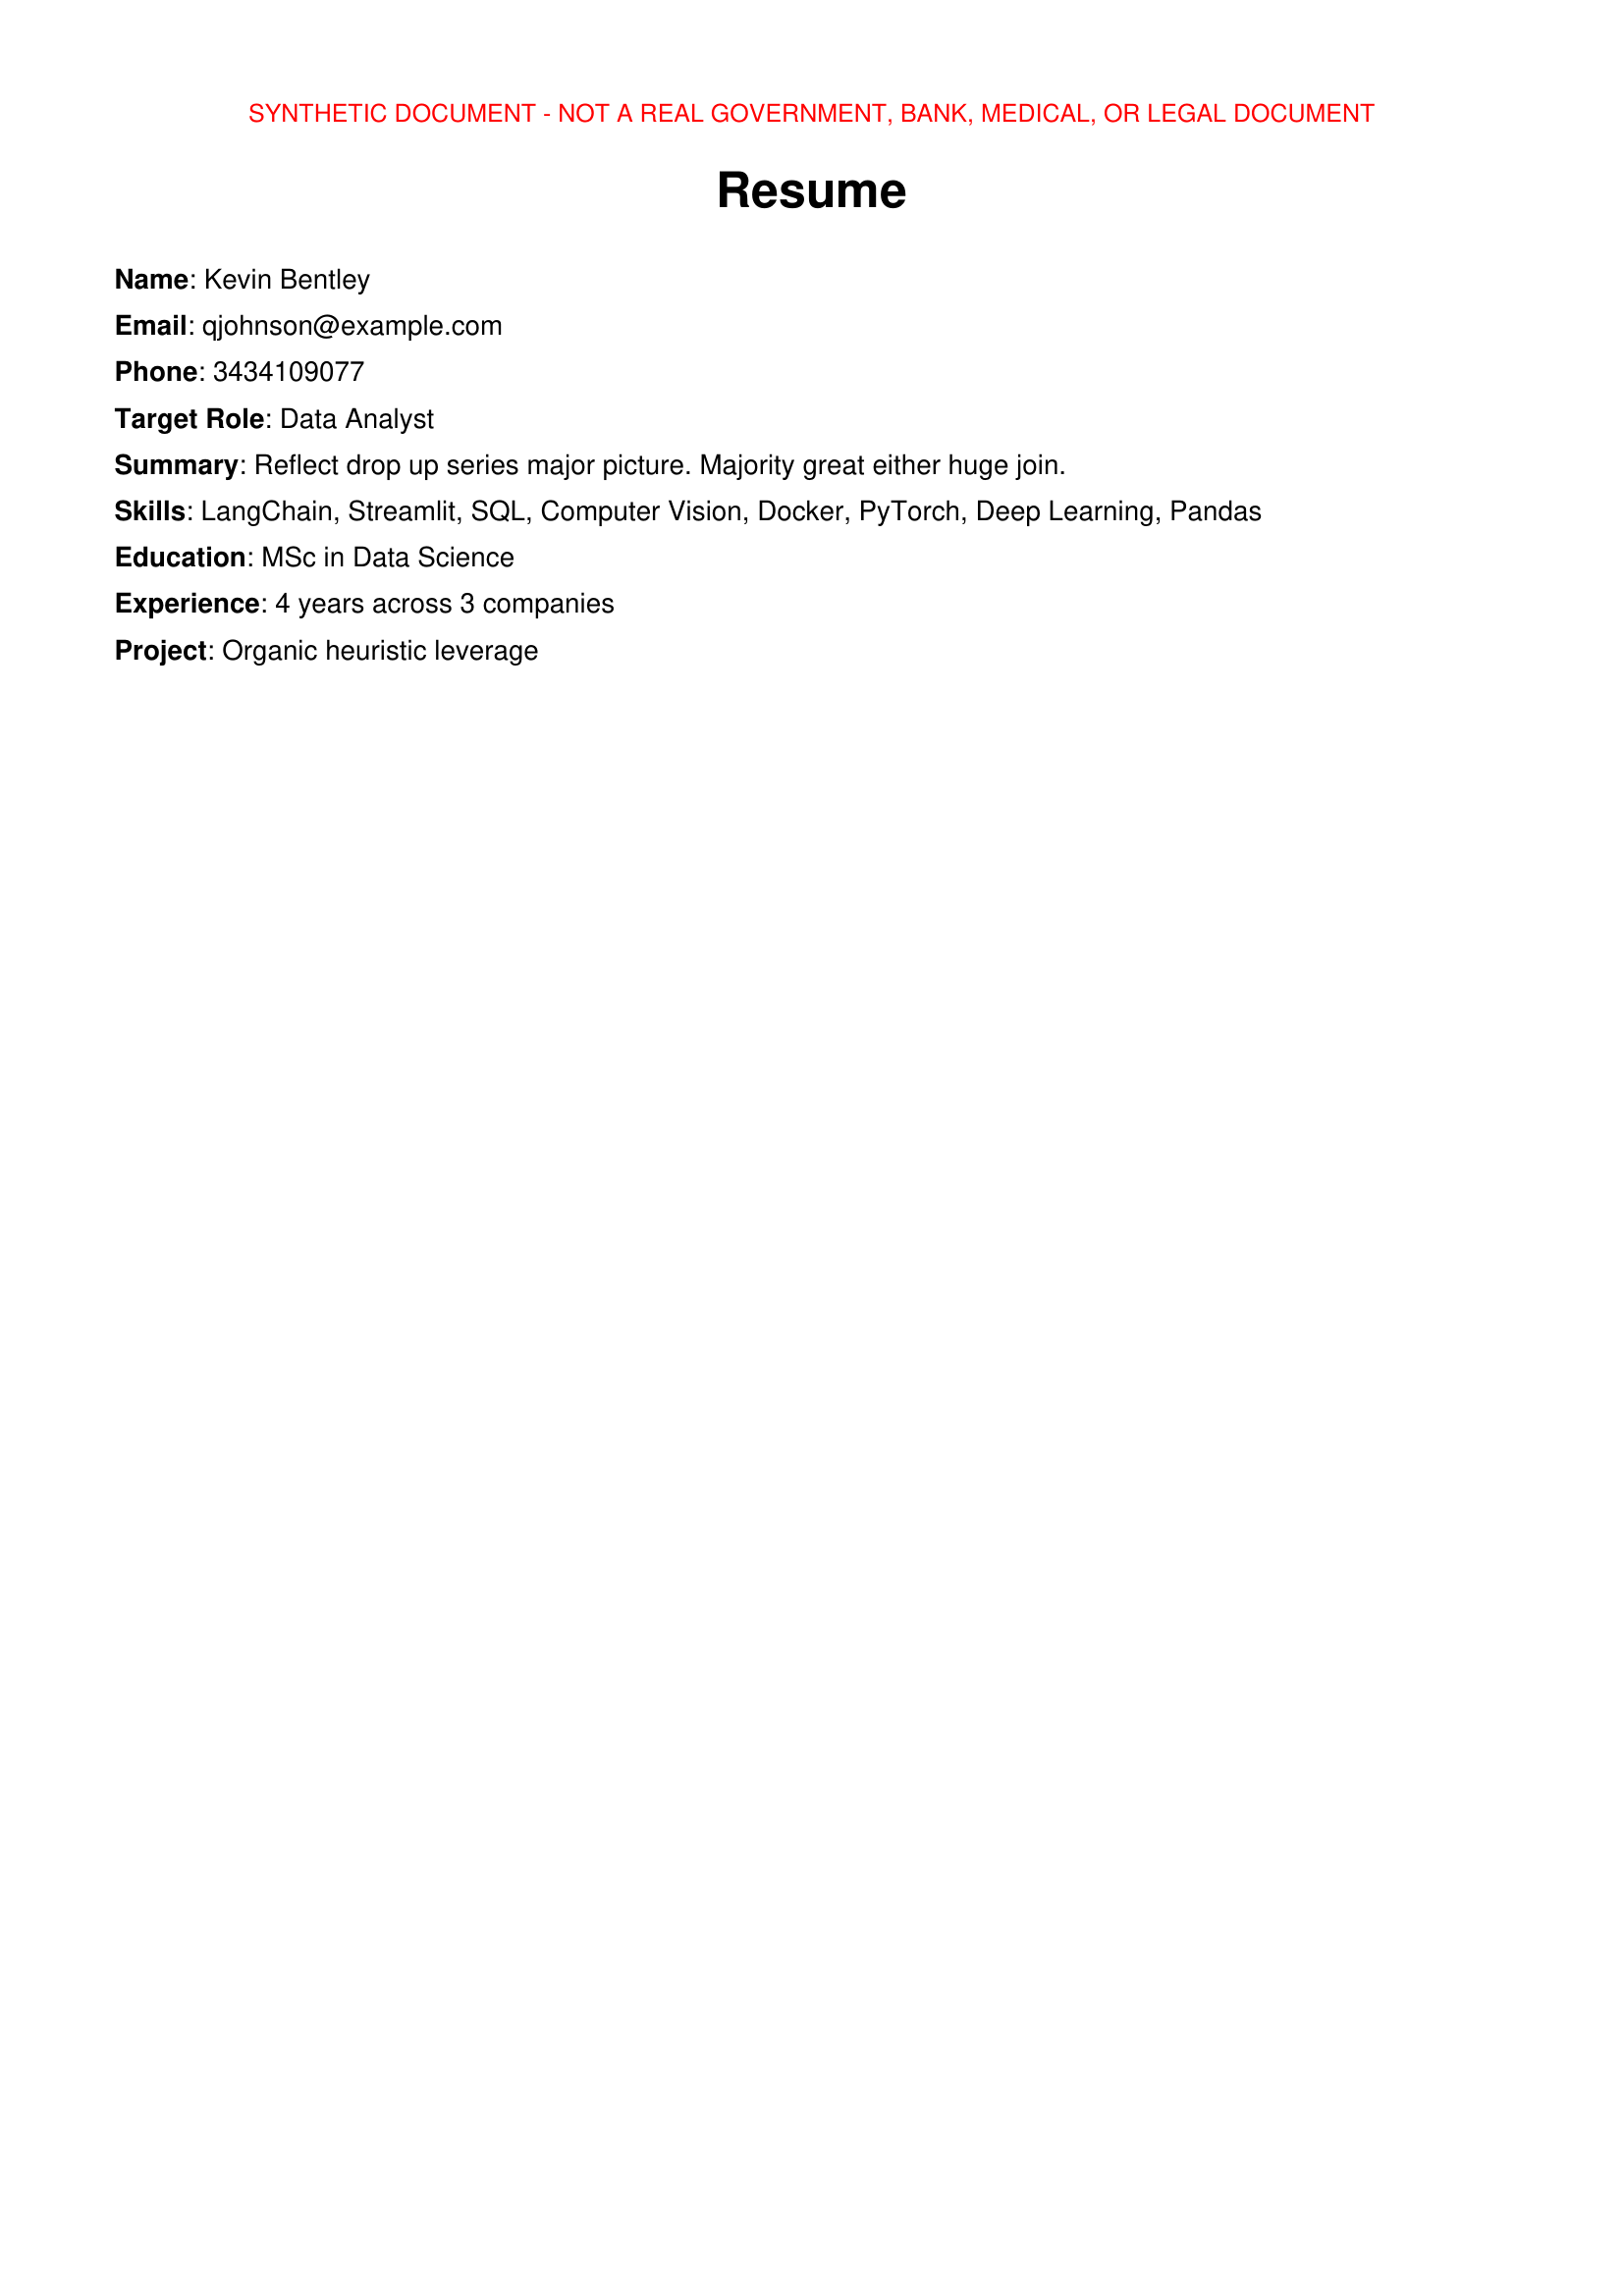 SYNTHETIC DOCUMENT - NOT A REAL GOVERNMENT, BANK, MEDICAL, OR LEGAL DOCUMENT
Resume
Name: Kevin Bentley
Email: qjohnson@example.com
Phone: 3434109077
Target Role: Data Analyst
Summary: Reflect drop up series major picture. Majority great either huge join.
Skills: LangChain, Streamlit, SQL, Computer Vision, Docker, PyTorch, Deep Learning, Pandas
Education: MSc in Data Science
Experience: 4 years across 3 companies
Project: Organic heuristic leverage